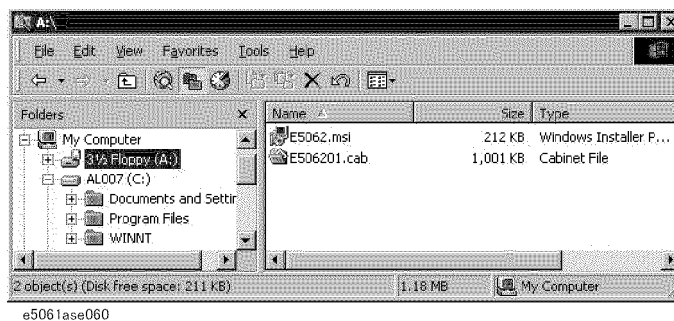 A:\
File Edit View Favorites Tools Help
Folders
Name Size Type
My Computer
3½ Floppy (A:)
AL007 (C:)
Documents and Settin
Program Files
WINNT
E5062.msi 212 KB Windows Installer P...
E506201.cab 1,001 KB Cabinet File
2 object(s) (Disk free space: 211 KB) 1.18 MB My Computer
e5061ase060